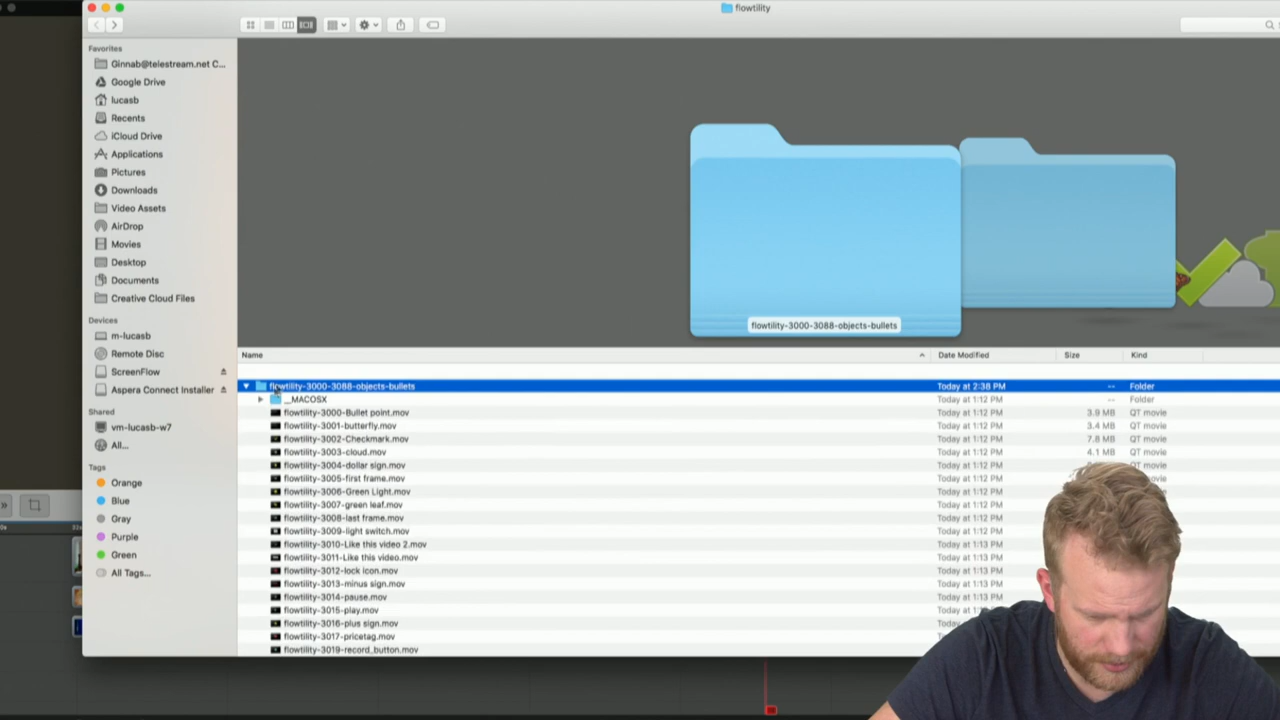 flowtility
Favorites
Ginnab@telestream.net C...
Google Drive
lucasb
Recents
iCloud Drive
Applications
Pictures
Downloads
Video Assets
AirDrop
Movies
Desktop
Documents
Creative Cloud Files
Devices
m-lucasb
Remote Disc
ScreenFlow
Aspera Connect Installer
Shared
vm-lucasb-w7
All...
Tags
Orange
Blue
Gray
Purple
Green
All Tags...
flowtility-3000-3088-objects-bullets
Name Date Modified Size Kind
flowtility-3000-3088-objects-bullets Today at 2:38 PM -- Folder
__MACOSX Today at 1:12 PM -- Folder
flowtility-3000-Bullet point.mov Today at 1:12 PM 3.9 MB QT movie
flowtility-3001-butterfly.mov Today at 1:12 PM 3.4 MB QT movie
flowtility-3002-Checkmark.mov Today at 1:12 PM 7.8 MB QT movie
flowtility-3003-cloud.mov Today at 1:12 PM 4.1 MB QT movie
flowtility-3004-dollar sign.mov Today at 1:12 PM QT movie
flowtility-3005-first frame.mov Today at 1:12 PM
flowtility-3006-Green Light.mov Today at 1:12 PM
flowtility-3007-green leaf.mov Today at 1:12 PM
flowtility-3008-last frame.mov Today at 1:12 PM
flowtility-3009-light switch.mov Today at 1:12 PM
flowtility-3010-Like this video 2.mov Today at 1:13 PM
flowtility-3011-Like this video.mov Today at 1:13 PM
flowtility-3012-lock icon.mov Today at 1:13 PM
flowtility-3013-minus sign.mov Today at 1:13 PM
flowtility-3014-pause.mov Today at 1:13 PM
flowtility-3015-play.mov Today at
flowtility-3016-plus sign.mov Today at
flowtility-3017-pricetag.mov Today at
flowtility-3019-record_button.mov Today at